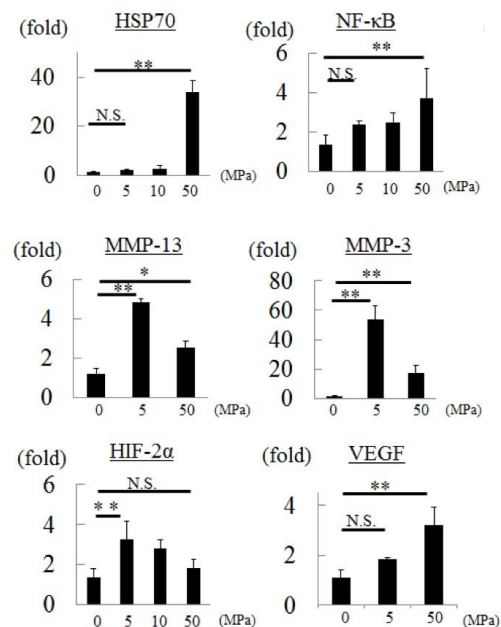 HSP70
(fold)
40
**
20
N.S.
0
0 5 10 50 (MPa)
NF-κB
(fold)
6
**
4
N.S.
2
0
0 5 10 50 (MPa)
MMP-13
(fold)
6
*
**
4
2
0
0 5 50 (MPa)
MMP-3
(fold)
80
**
60
**
40
20
0
0 5 50 (MPa)
HIF-2α
(fold)
6
N.S.
4
**
2
0
0 5 10 50 (MPa)
VEGF
(fold)
4
**
N.S.
2
0
0 5 50 (MPa)